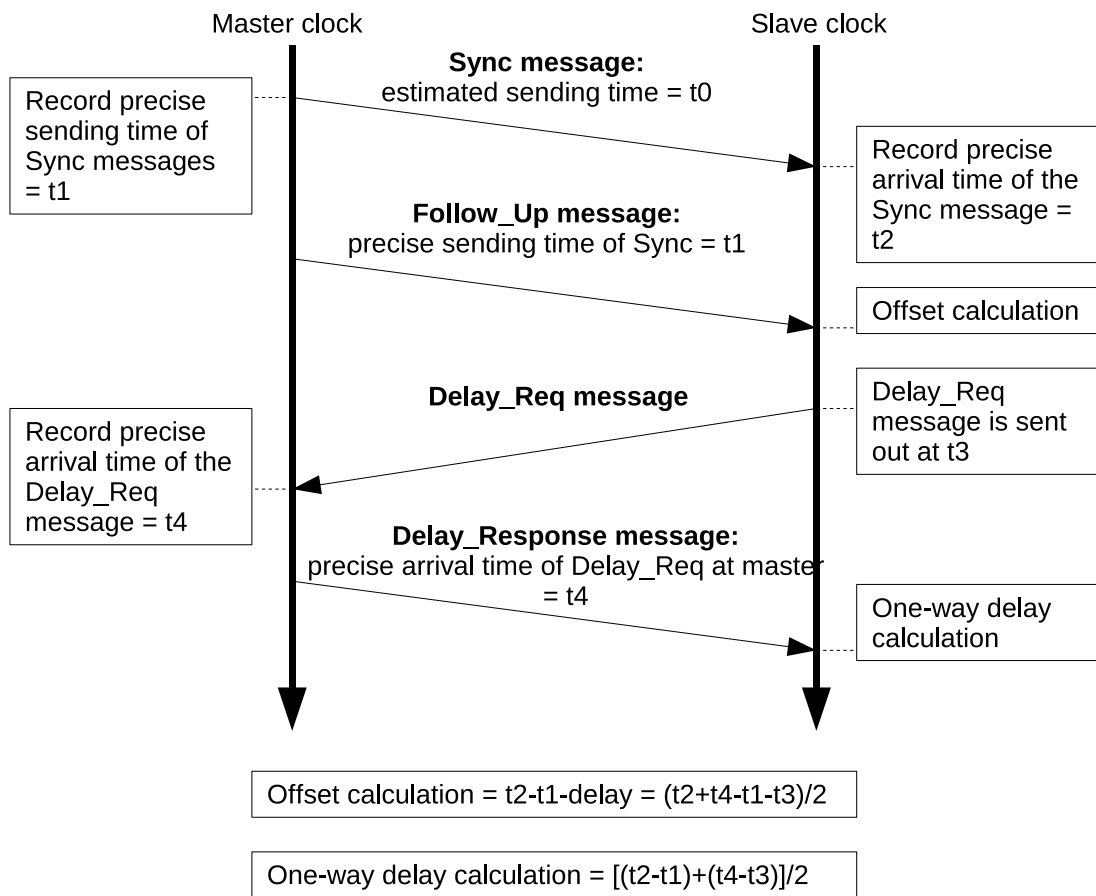 Master clock
Slave clock
Sync message:
estimated sending time = t0
Record precise
sending time of
Sync messages
= t1
Record precise
arrival time of the
Sync message =
t2
Follow_Up message:
precise sending time of Sync = t1
Offset calculation
Delay_Req message
Delay_Req
message is sent
out at t3
Record precise
arrival time of the
Delay_Req
message = t4
Delay_Response message:
precise arrival time of Delay_Req at master
= t4
One-way delay
calculation
Offset calculation = t2-t1-delay = (t2+t4-t1-t3)/2
One-way delay calculation = [(t2-t1)+(t4-t3)]/2